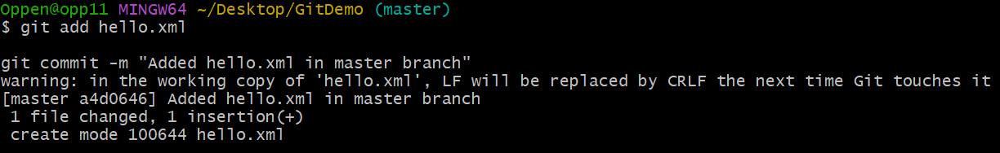 Oppen@opp11 MINGW64 ~/Desktop/GitDemo (master)
$ git add hello.xml

git commit -m "Added hello.xml in master branch"
warning: in the working copy of 'hello.xml', LF will be replaced by CRLF the next time Git touches it
[master a4d0646] Added hello.xml in master branch
 1 file changed, 1 insertion(+)
 create mode 100644 hello.xml